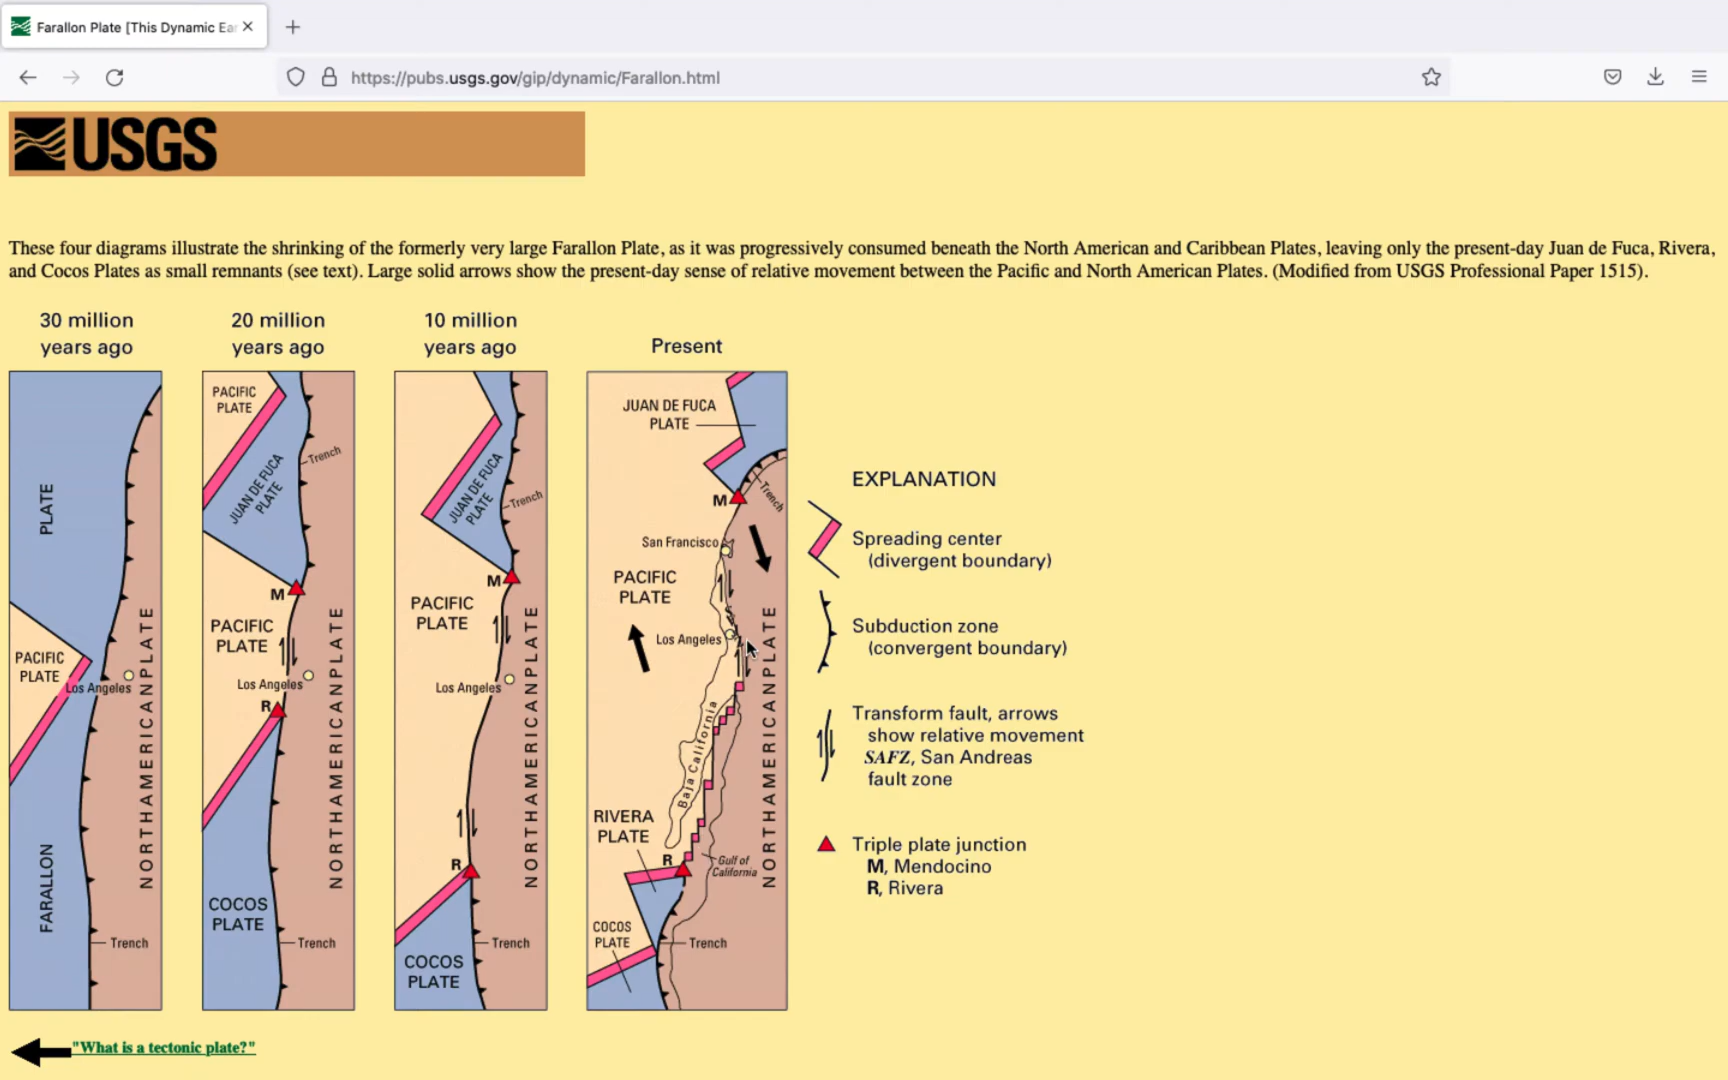 Farallon Plate [This Dynamic Ear
https://pubs.usgs.gov/gip/dynamic/Farallon.html
USGS
These four diagrams illustrate the shrinking of the formerly very large Farallon Plate, as it was progressively consumed beneath the North American and Caribbean Plates, leaving only the present-day Juan de Fuca, Rivera,
and Cocos Plates as small remnants (see text). Large solid arrows show the present-day sense of relative movement between the Pacific and North American Plates. (Modified from USGS Professional Paper 1515).
30 million
years ago
PLATE
PACIFIC
PLATE
Los Angeles
NORTH AMERICAN PLATE
FARALLON
Trench
20 million
years ago
PACIFIC
PLATE
Trench
JUAN DE FUCA
PLATE
M
PACIFIC
PLATE
Los Angeles
R
NORTH AMERICAN PLATE
COCOS
PLATE
Trench
10 million
years ago
JUAN DE FUCA
PLATE
Trench
M
PACIFIC
PLATE
Los Angeles
NORTH AMERICAN PLATE
R
Trench
COCOS
PLATE
Present
JUAN DE FUCA
PLATE
M
Trench
San Francisco
PACIFIC
PLATE
Los Angeles
NORTH AMERICAN PLATE
Baja California
RIVERA
PLATE
R
Gulf of
California
COCOS
PLATE
Trench
EXPLANATION
Spreading center
(divergent boundary)
Subduction zone
(convergent boundary)
Transform fault, arrows
show relative movement
SAFZ, San Andreas
fault zone
Triple plate junction
M, Mendocino
R, Rivera
"What is a tectonic plate?"